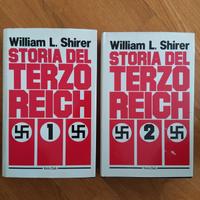 William L. Shirer
STORIA DEL
TERZO
REICH
1
William L. Shirer
STORIA DEL
TERZO
REICH
2